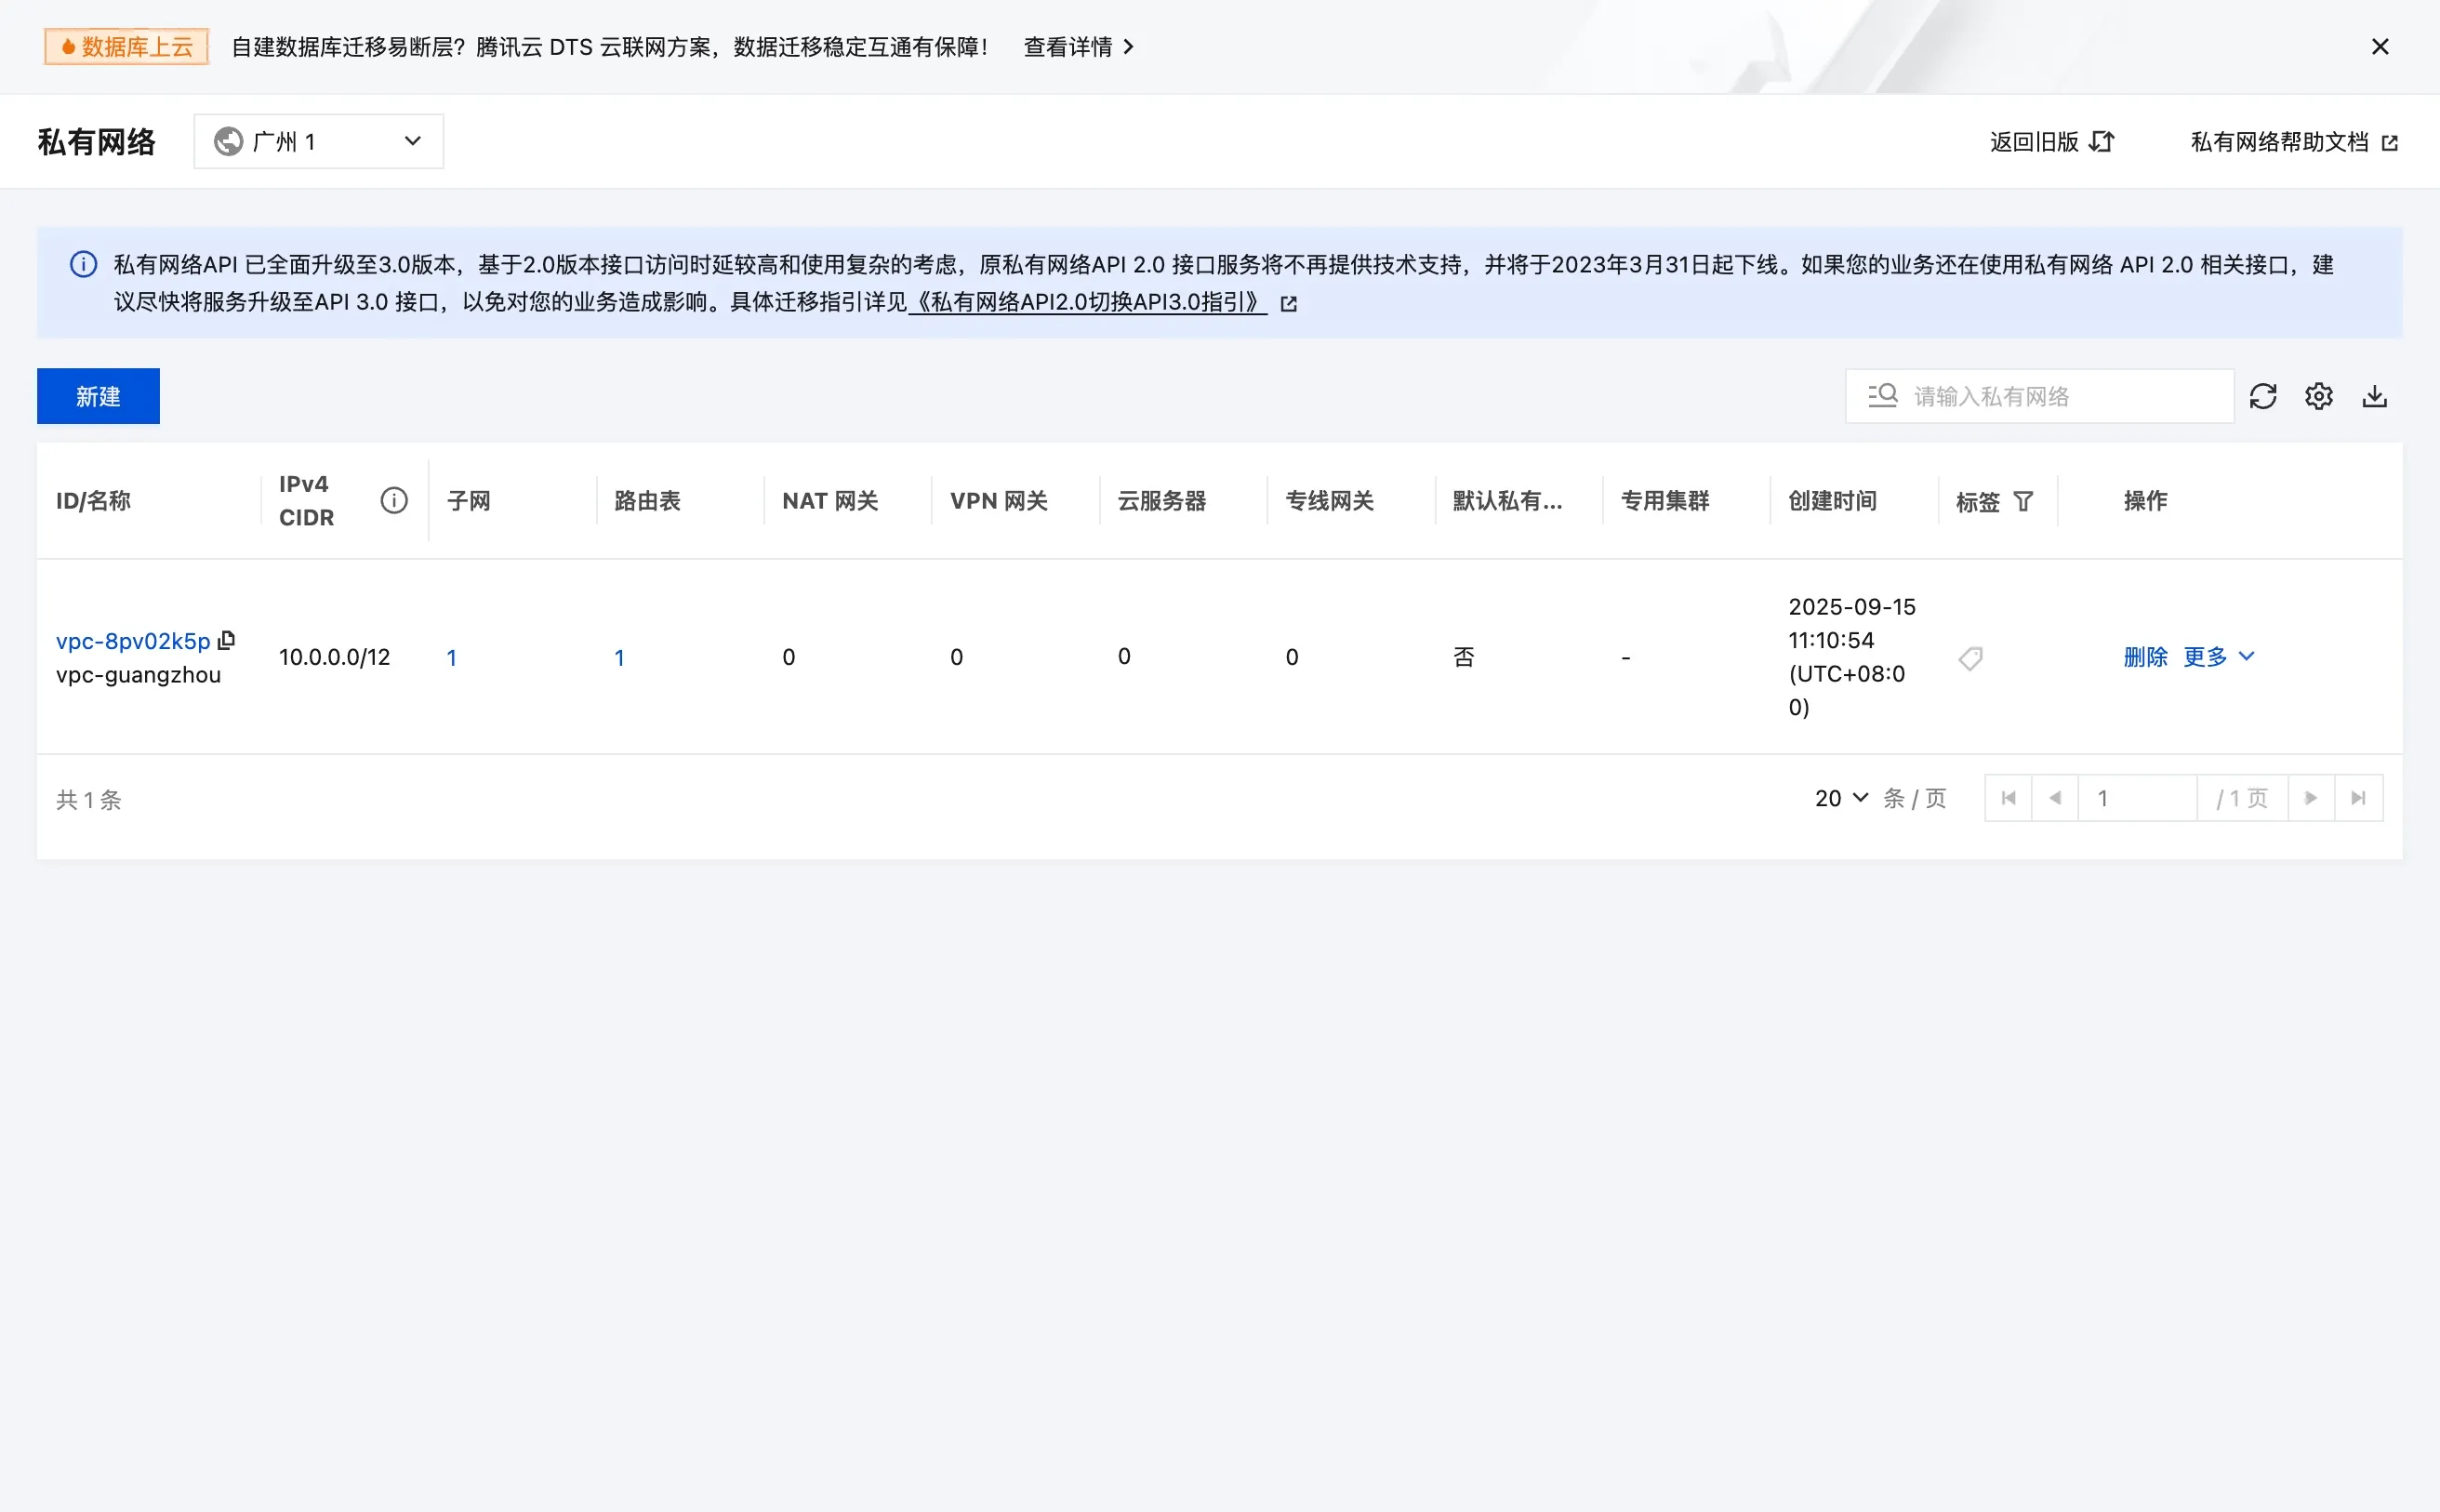 数据库上云 自建数据库迁移易断层？腾讯云 DTS 云联网方案，数据迁移稳定互通有保障！ 查看详情
私有网络 广州 1 返回旧版 私有网络帮助文档
私有网络API 已全面升级至3.0版本，基于2.0版本接口访问时延较高和使用复杂的考虑，原私有网络API 2.0 接口服务将不再提供技术支持，并将于2023年3月31日起下线。如果您的业务还在使用私有网络 API 2.0 相关接口，建
议尽快将服务升级至API 3.0 接口，以免对您的业务造成影响。具体迁移指引详见《私有网络API2.0切换API3.0指引》
新建 请输入私有网络
ID/名称 IPv4 CIDR 子网 路由表 NAT 网关 VPN 网关 云服务器 专线网关 默认私有... 专用集群 创建时间 标签 操作
vpc-8pv02k5p
vpc-guangzhou
10.0.0.0/12 1 1 0 0 0 0 否 -
2025-09-15
11:10:54
(UTC+08:0
0)
删除 更多
共 1 条 20 条 / 页 1 / 1 页